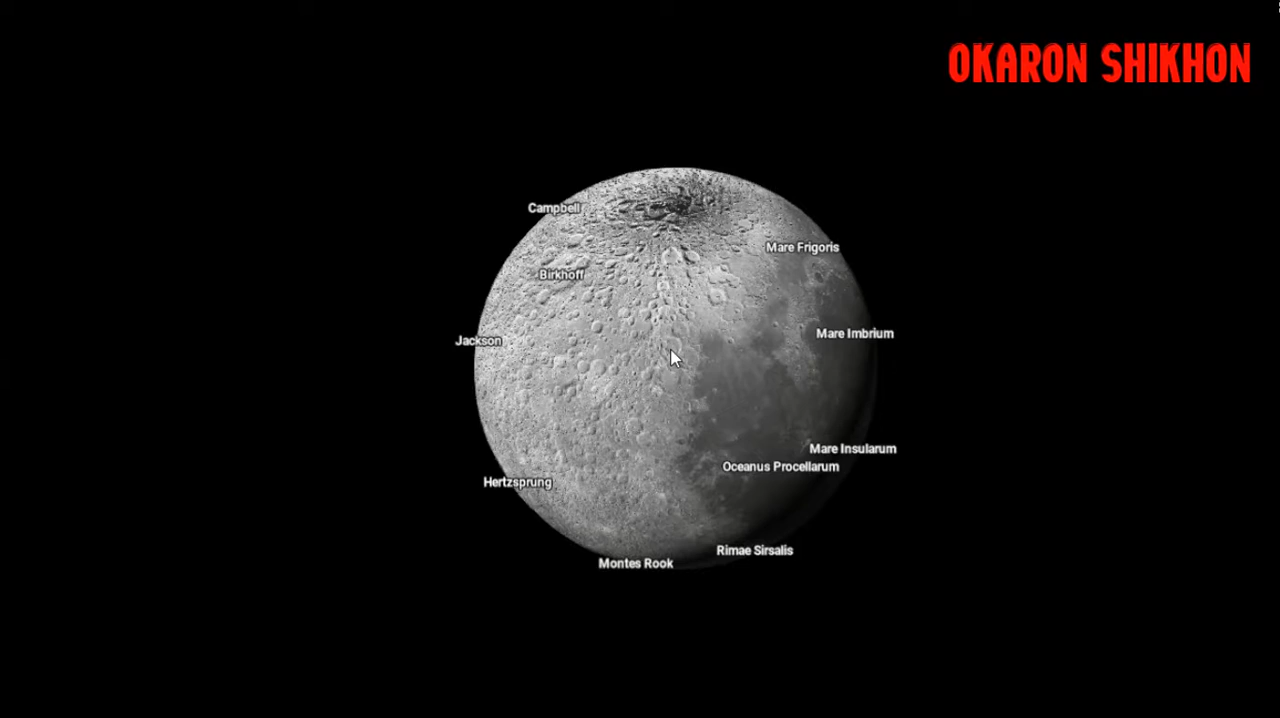 OKARON SHIKHON
Campbell
Mare Frigoris
Birkhoff
Mare Imbrium
Jackson
Mare Insularum
Oceanus Procellarum
Hertzsprung
Rimae Sirsalis
Montes Rook